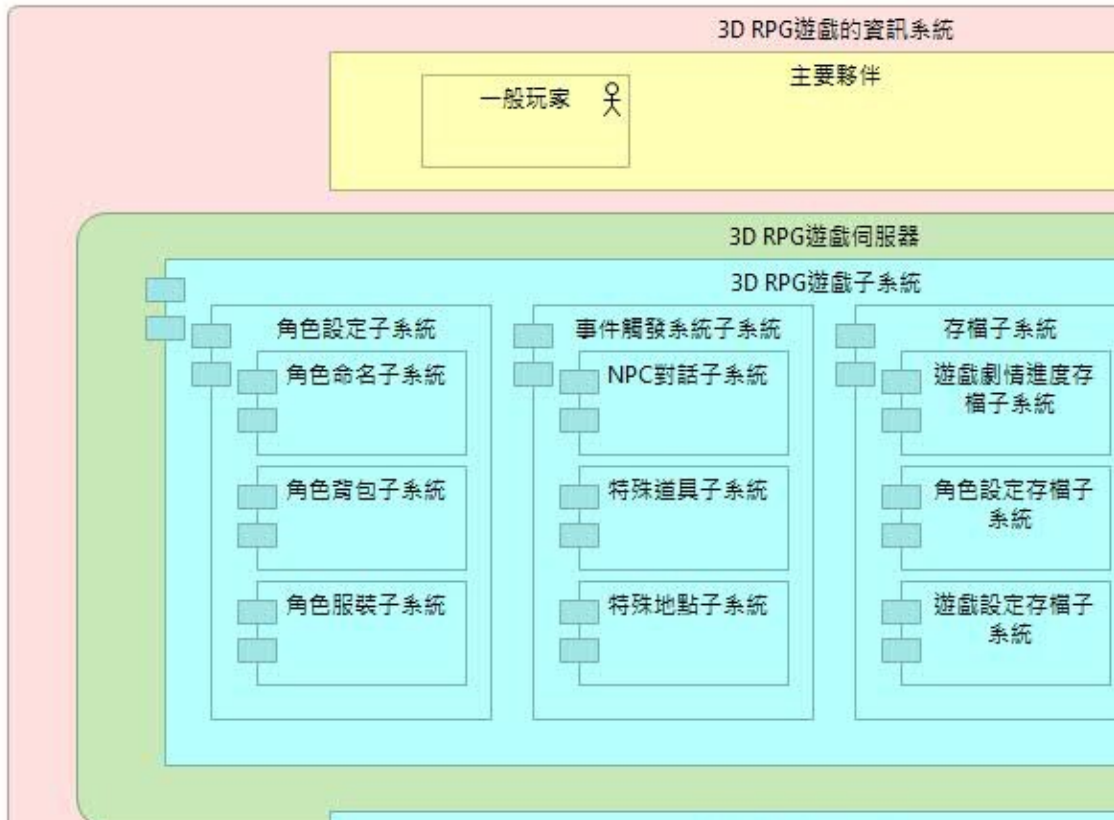 3D RPG遊戲的資訊系統
主要夥伴
一般玩家
3D RPG遊戲伺服器
3D RPG遊戲子系統
角色設定子系統
角色命名子系統
角色背包子系統
角色服裝子系統
事件觸發系統子系統
NPC對話子系統
特殊道具子系統
特殊地點子系統
存檔子系統
遊戲劇情進度存
檔子系統
角色設定存檔子
系統
遊戲設定存檔子
系統